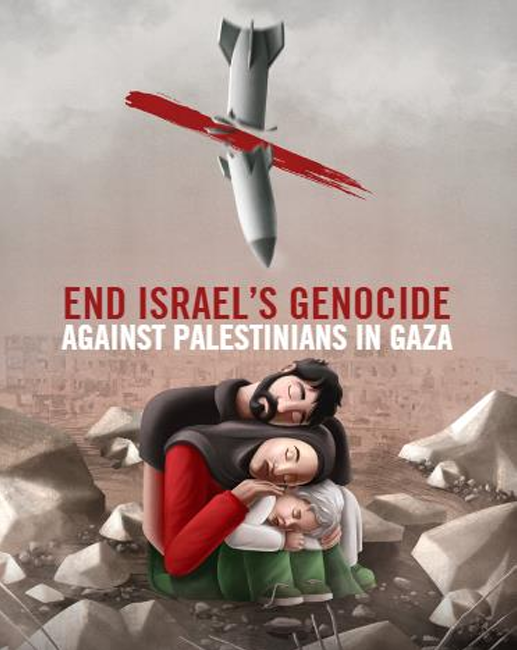 END ISRAEL'S GENOCIDE
AGAINST PALESTINIANS IN GAZA